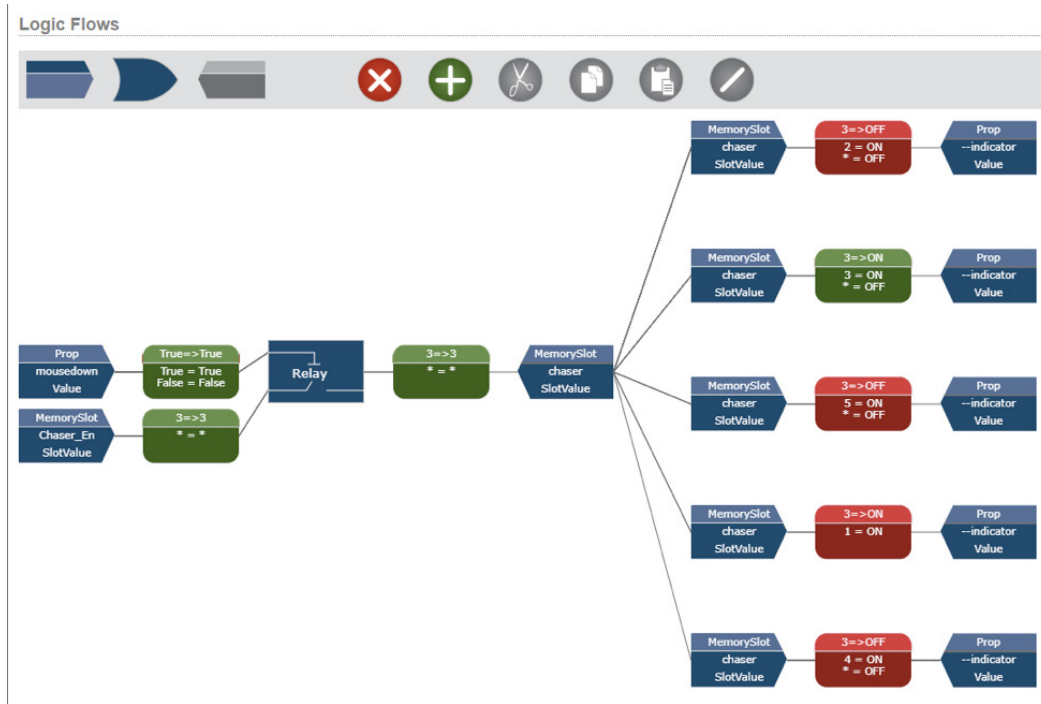 Logic Flows
MemorySlot
chaser
SlotValue
3=>OFF
2 = ON
* = OFF
Prop
--indicator
Value
MemorySlot
chaser
SlotValue
3=>ON
3 = ON
* = OFF
Prop
--indicator
Value
Prop
mousedown
Value
True=>True
True = True
False = False
Relay
3=>3
* = *
MemorySlot
chaser
SlotValue
MemorySlot
Chaser_En
SlotValue
3=>3
* = *
MemorySlot
chaser
SlotValue
3=>OFF
5 = ON
* = OFF
Prop
--indicator
Value
MemorySlot
chaser
SlotValue
3=>ON
1 = ON
Prop
--indicator
Value
MemorySlot
chaser
SlotValue
3=>OFF
4 = ON
* = OFF
Prop
--indicator
Value